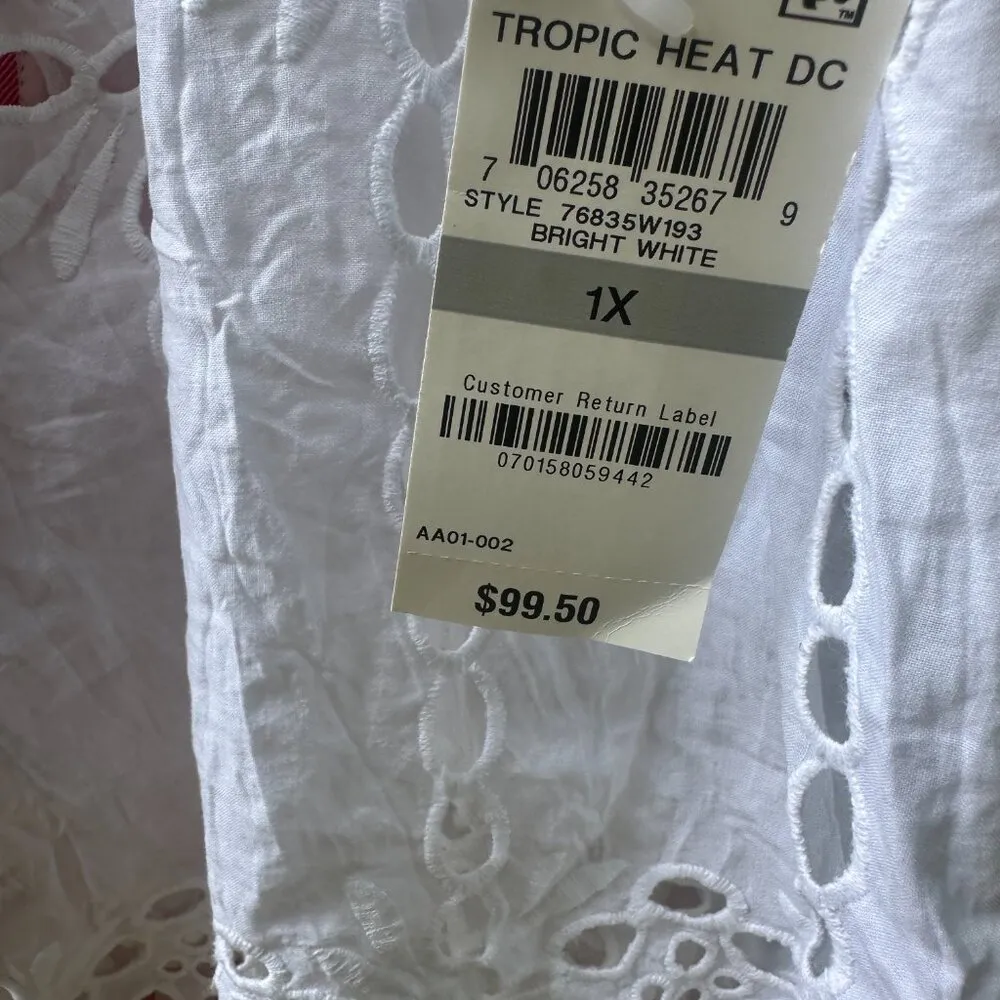 TM
TROPIC HEAT DC
7 06258 35267 9
STYLE 76835W193
BRIGHT WHITE
1X
Customer Return Label
070158059442
AA01-002
$99.50